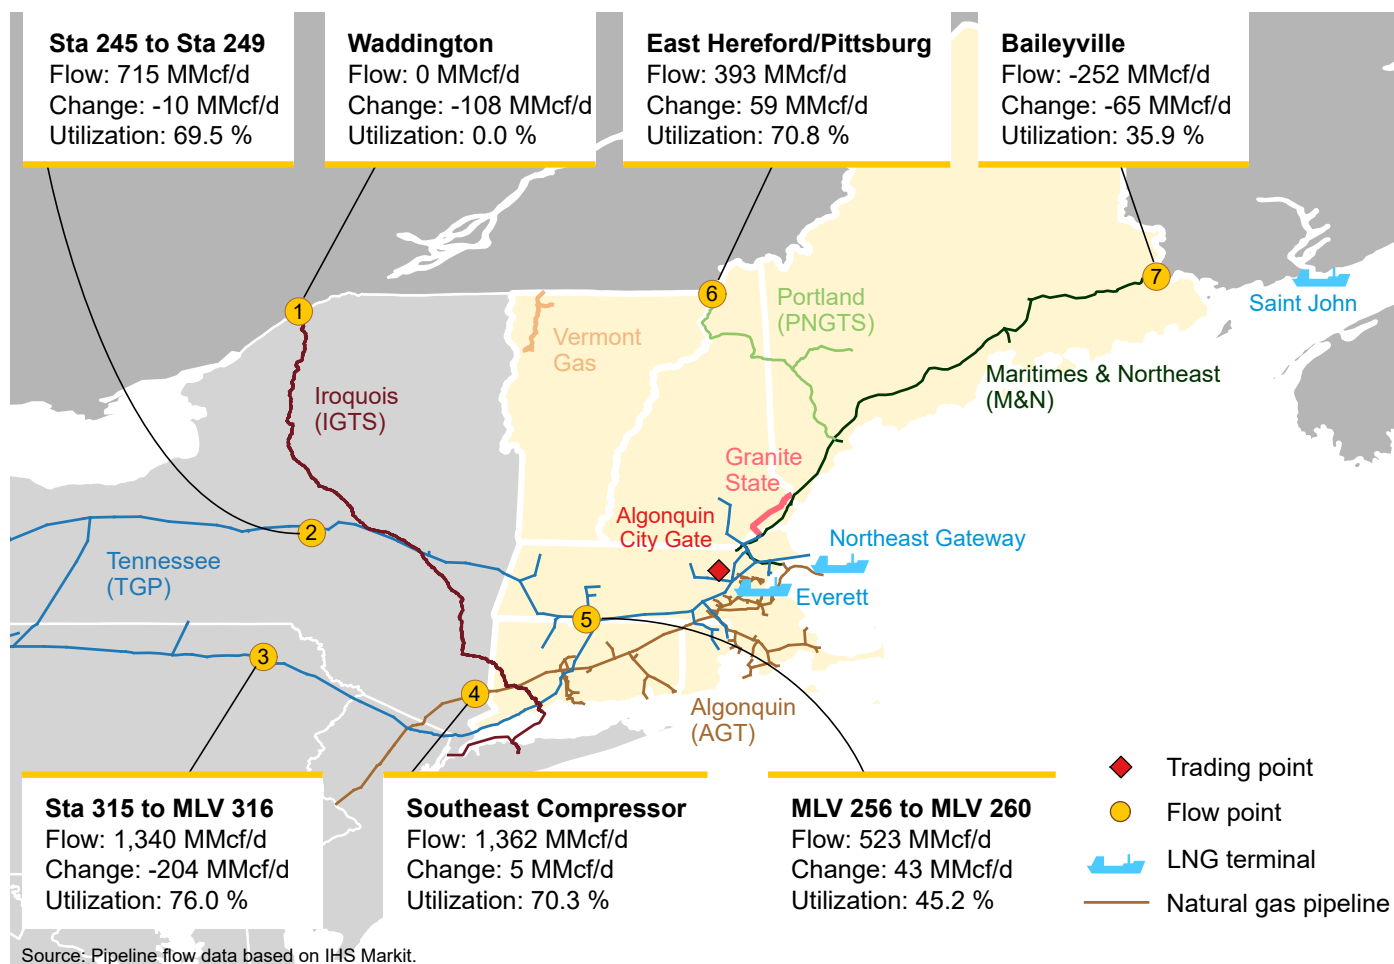 Sta 245 to Sta 249
Flow: 715 MMcf/d
Change: -10 MMcf/d
Utilization: 69.5 %
Waddington
Flow: 0 MMcf/d
Change: -108 MMcf/d
Utilization: 0.0 %
East Hereford/Pittsburg
Flow: 393 MMcf/d
Change: 59 MMcf/d
Utilization: 70.8 %
Baileyville
Flow: -252 MMcf/d
Change: -65 MMcf/d
Utilization: 35.9 %
7
6
1
Saint John
Portland
(PNGTS)
Vermont
Gas
Maritimes & Northeast
(M&N)
Iroquois
(IGTS)
Granite
State
Algonquin
City Gate
2
Northeast Gateway
Tennessee
(TGP)
Everett
5
3
4
Algonquin
(AGT)
Sta 315 to MLV 316
Flow: 1,340 MMcf/d
Change: -204 MMcf/d
Utilization: 76.0 %
Southeast Compressor
Flow: 1,362 MMcf/d
Change: 5 MMcf/d
Utilization: 70.3 %
MLV 256 to MLV 260
Flow: 523 MMcf/d
Change: 43 MMcf/d
Utilization: 45.2 %
Trading point
Flow point
LNG terminal
Natural gas pipeline
Source: Pipeline flow data based on IHS Markit.